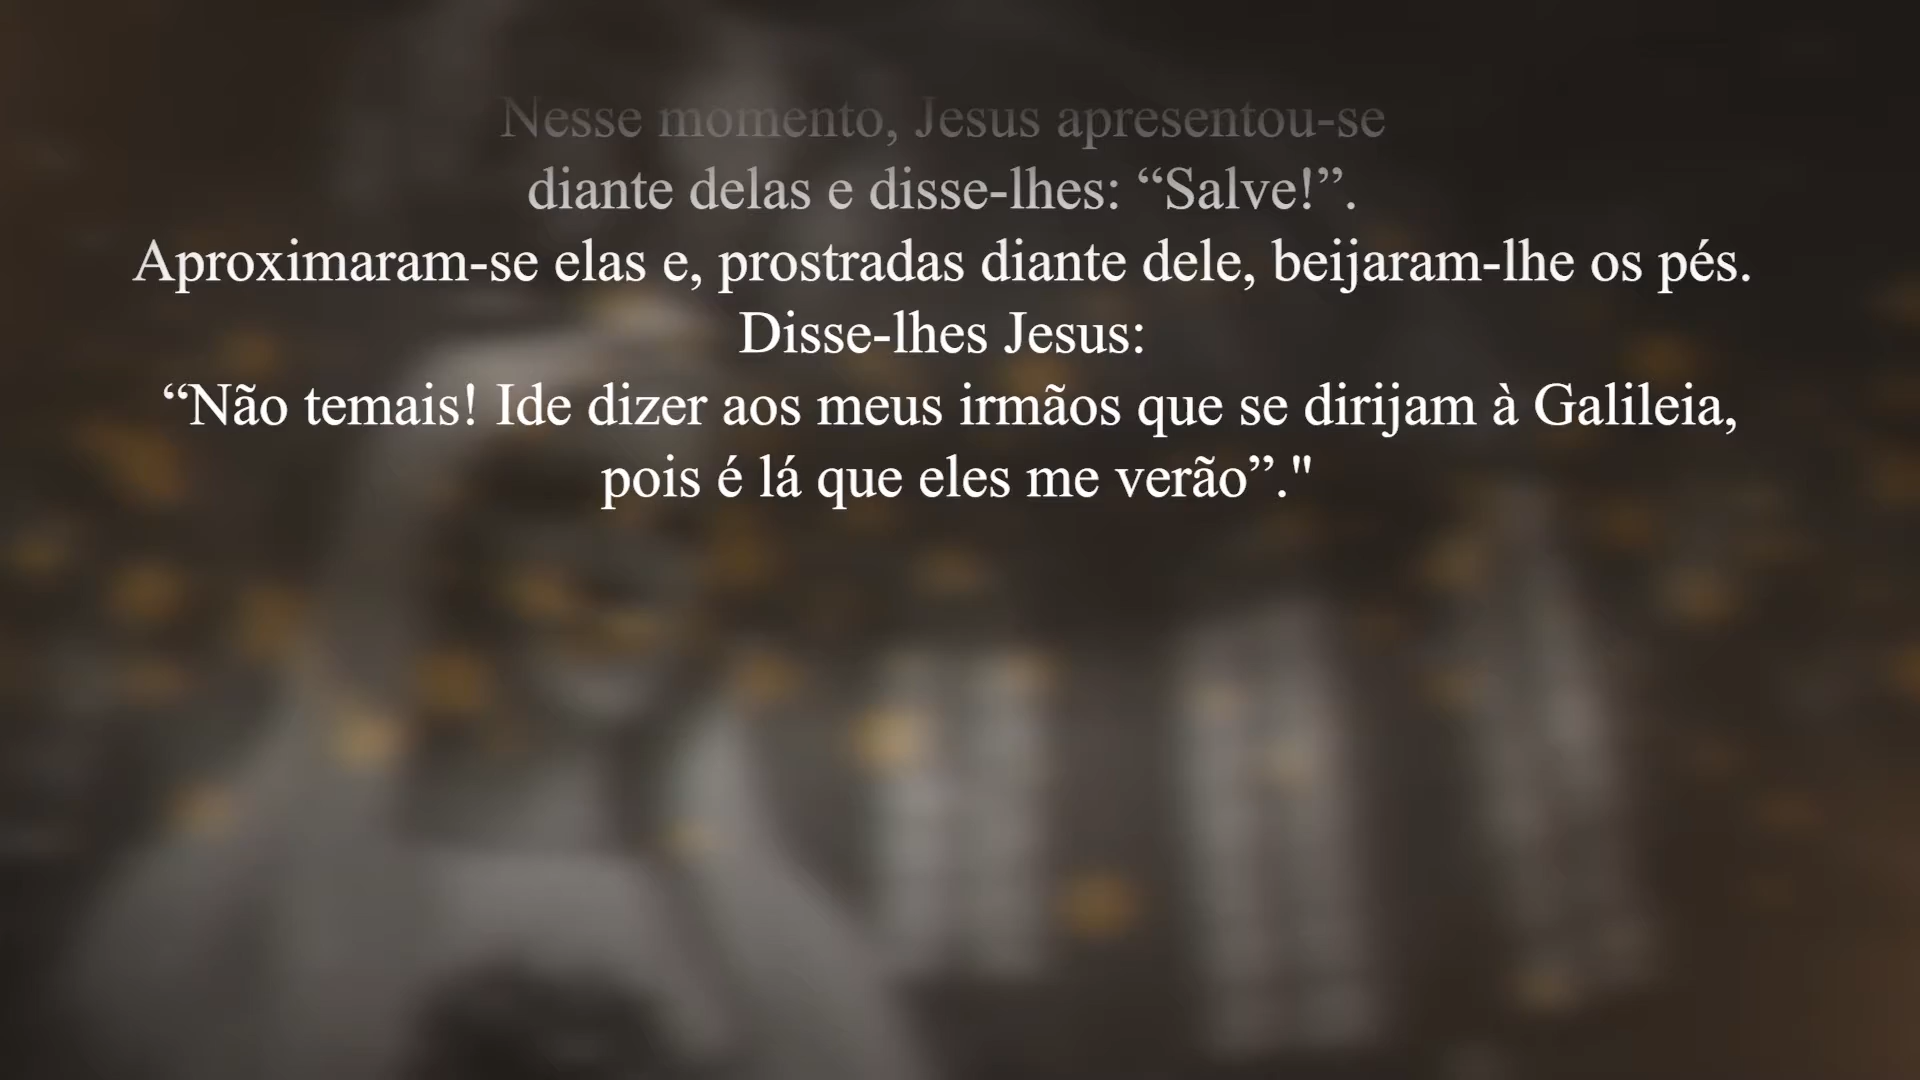 Nesse momento, Jesus apresentou-se
diante delas e disse-lhes: “Salve!”.
Aproximaram-se elas e, prostradas diante dele, beijaram-lhe os pés.
Disse-lhes Jesus:
“Não temais! Ide dizer aos meus irmãos que se dirijam à Galileia,
pois é lá que eles me verão”."